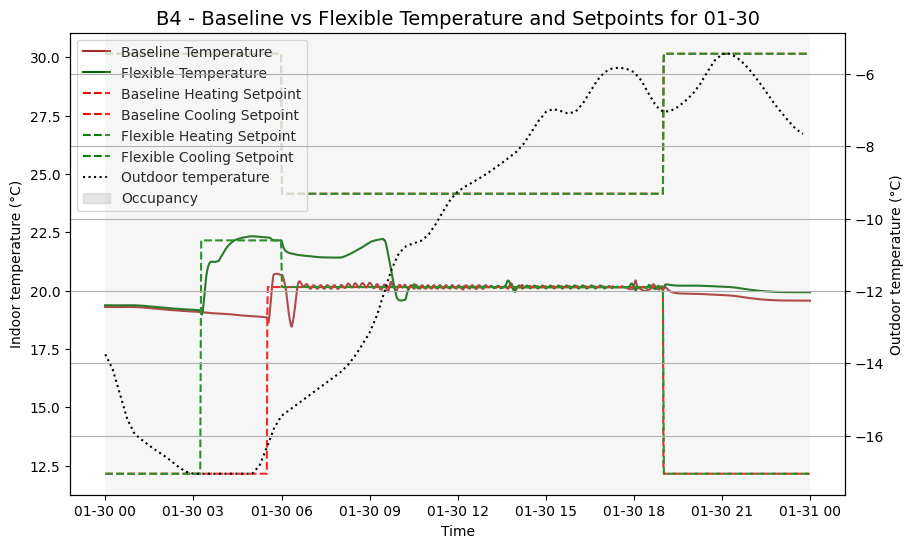 B4 - Baseline vs Flexible Temperature and Setpoints for 01-30
Baseline Temperature
Flexible Temperature
Baseline Heating Setpoint
Baseline Cooling Setpoint
Flexible Heating Setpoint
Flexible Cooling Setpoint
Outdoor temperature
Occupancy
Indoor temperature (°C)
30.0
27.5
25.0
22.5
20.0
17.5
15.0
12.5
Outdoor temperature (°C)
−6
−8
−10
−12
−14
−16
01-30 00 01-30 03 01-30 06 01-30 09 01-30 12 01-30 15 01-30 18 01-30 21 01-31 00
Time